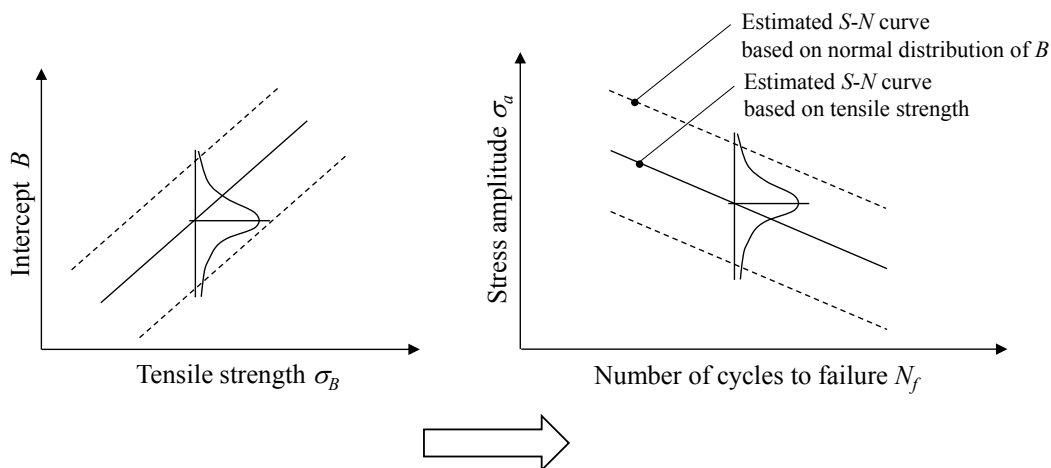 Intercept B
Tensile strength σB
Estimated S-N curve
based on normal distribution of B
Estimated S-N curve
based on tensile strength
Stress amplitude σa
Number of cycles to failure Nf